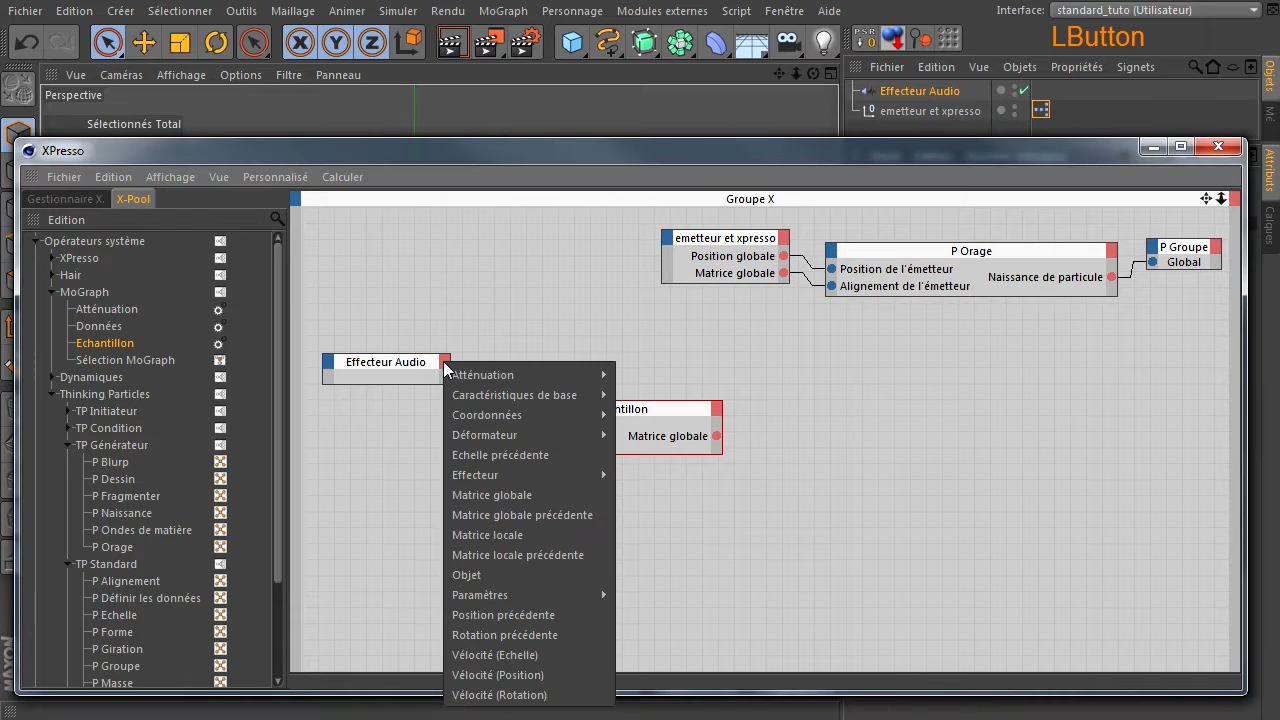 Fichier Edition Créer Sélectionner Outils Maillage Animer Simuler Rendu MoGraph Personnage Modules externes Script Fenêtre Aide Interface: standard_tuto (Utilisateur)
LButton
PSR
0
X Y Z
Vue Caméras Affichage Options Filtre Panneau
Fichier Edition Vue Objets Propriétés Signets
Perspective
Sélectionnés Total
Effecteur Audio
emetteur et xpresso
Objets
Attributs
Calques
XPresso
Fichier Edition Affichage Vue Personnalisé Calculer
Gestionnaire X. X-Pool
Groupe X
Edition
Opérateurs système
XPresso
Hair
MoGraph
Atténuation
Données
Echantillon
Sélection MoGraph
Dynamiques
Thinking Particles
TP Initiateur
TP Condition
TP Générateur
P Blurp
P Dessin
P Fragmenter
P Naissance
P Ondes de matière
P Orage
TP Standard
P Alignement
P Définir les données
P Echelle
P Forme
P Giration
P Groupe
P Masse
emetteur et xpresso
Position globale
Matrice globale
P Orage
Position de l'émetteur
Naissance de particule
Alignement de l'émetteur
P Groupe
Global
Effecteur Audio
ntillon
Matrice globale
Atténuation
Caractéristiques de base
Coordonnées
Déformateur
Echelle précédente
Effecteur
Matrice globale
Matrice globale précédente
Matrice locale
Matrice locale précédente
Objet
Paramètres
Position précédente
Rotation précédente
Vélocité (Echelle)
Vélocité (Position)
Vélocité (Rotation)